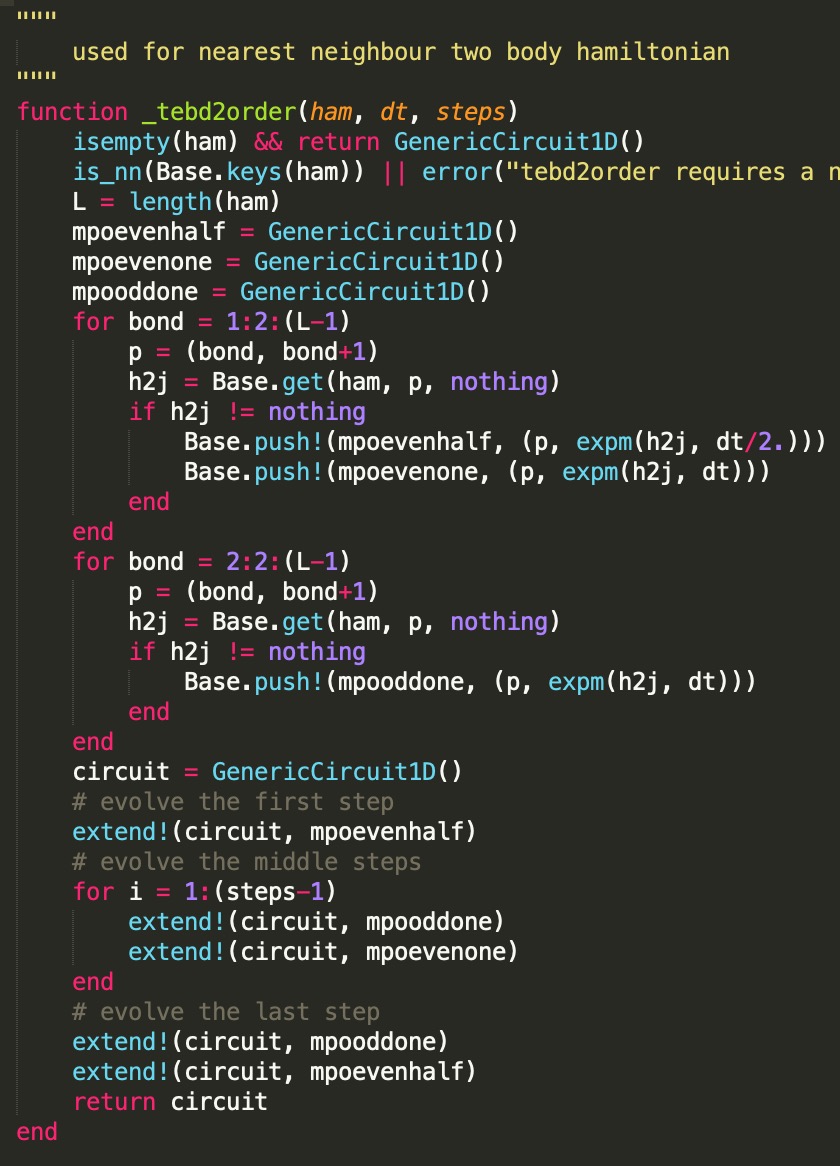 """
    used for nearest neighbour two body hamiltonian
"""
function _tebd2order(ham, dt, steps)
    isempty(ham) && return GenericCircuit1D()
    is_nn(Base.keys(ham)) || error("tebd2order requires a n
    L = length(ham)
    mpoevenhalf = GenericCircuit1D()
    mpoevenone = GenericCircuit1D()
    mpooddone = GenericCircuit1D()
    for bond = 1:2:(L-1)
        p = (bond, bond+1)
        h2j = Base.get(ham, p, nothing)
        if h2j != nothing
            Base.push!(mpoevenhalf, (p, expm(h2j, dt/2.)))
            Base.push!(mpoevenone, (p, expm(h2j, dt)))
        end
    end
    for bond = 2:2:(L-1)
        p = (bond, bond+1)
        h2j = Base.get(ham, p, nothing)
        if h2j != nothing
            Base.push!(mpooddone, (p, expm(h2j, dt)))
        end
    end
    circuit = GenericCircuit1D()
    # evolve the first step
    extend!(circuit, mpoevenhalf)
    # evolve the middle steps
    for i = 1:(steps-1)
        extend!(circuit, mpooddone)
        extend!(circuit, mpoevenone)
    end
    # evolve the last step
    extend!(circuit, mpooddone)
    extend!(circuit, mpoevenhalf)
    return circuit
end